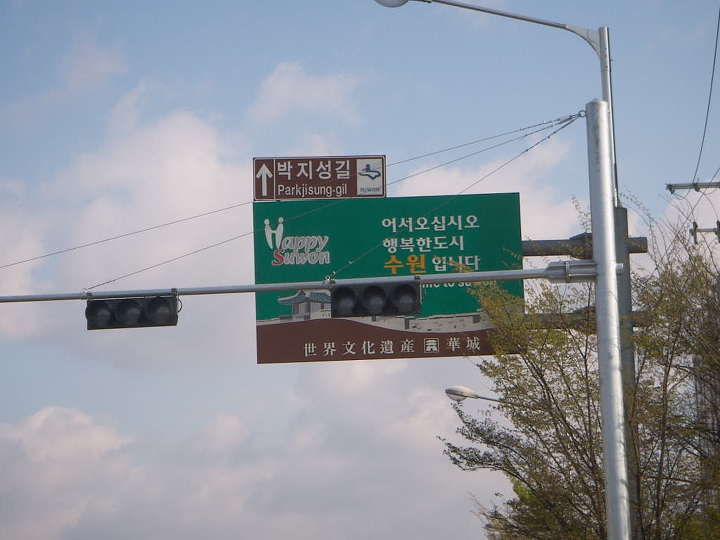 박지성길
Parkjisung-gil
Happy
Suwon
어서오십시오
행복한도시
수원 입니다
世界文化遺産 華城